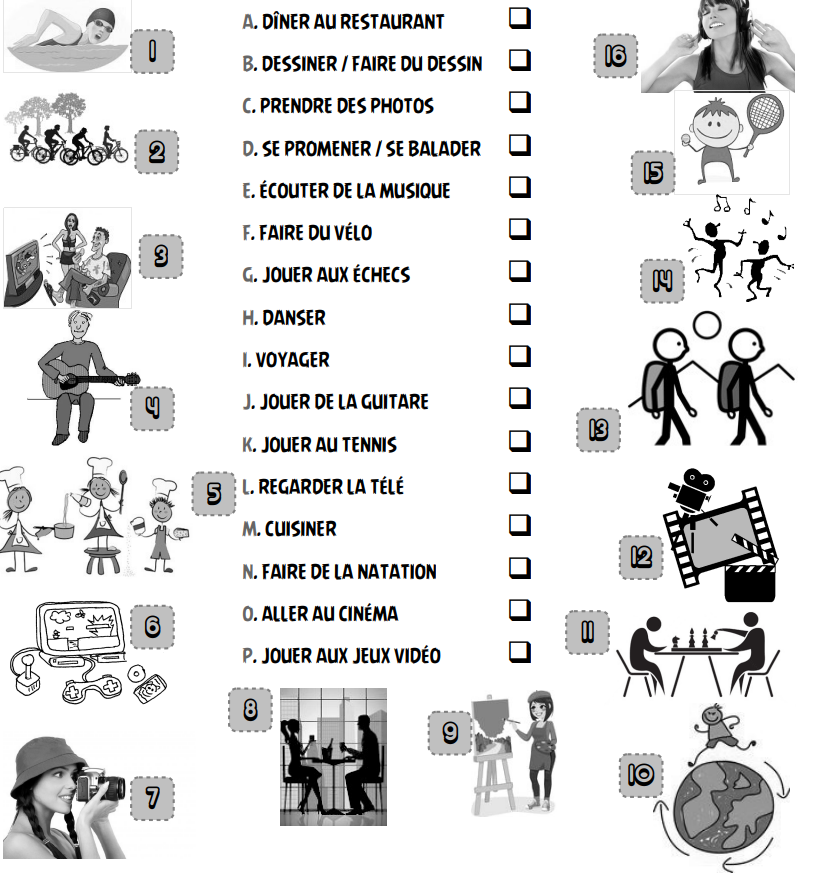 A. DÎNER AU RESTAURANT
B. DESSINER / FAIRE DU DESSIN
C. PRENDRE DES PHOTOS
D. SE PROMENER / SE BALADER
E. ÉCOUTER DE LA MUSIQUE
F. FAIRE DU VÉLO
G. JOUER AUX ÉCHECS
H. DANSER
I. VOYAGER
J. JOUER DE LA GUITARE
K. JOUER AU TENNIS
L. REGARDER LA TÉLÉ
M. CUISINER
N. FAIRE DE LA NATATION
O. ALLER AU CINÉMA
P. JOUER AUX JEUX VIDÉO
1
2
3
4
5
6
7
8
9
10
11
12
13
14
15
16